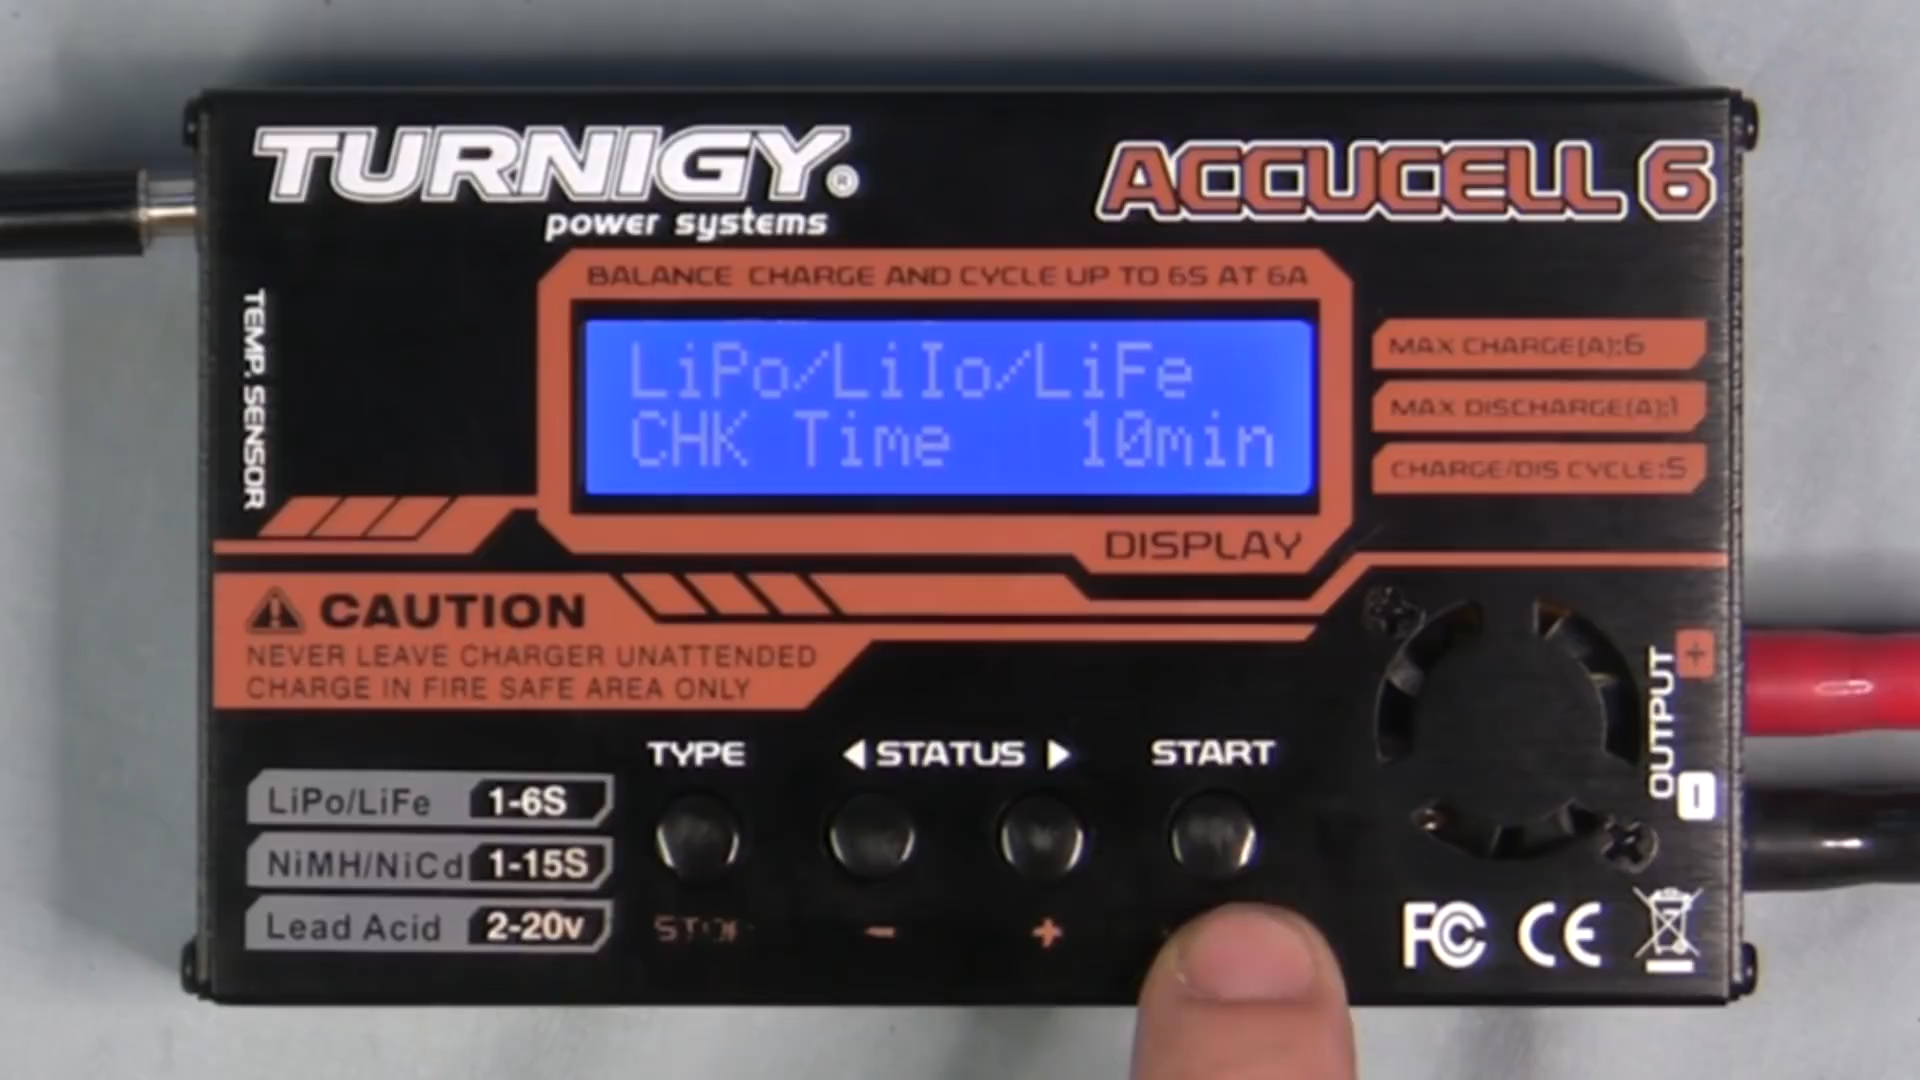 TURNIGY®
power systems
ACCUCELL 6
BALANCE CHARGE AND CYCLE UP TO 6S AT 6A
LiPo/LiIo/LiFe
CHK Time 10min
DISPLAY
MAX CHARGE(A):6
MAX DISCHARGE(A):1
CHARGE/DIS CYCLE:5
TEMP. SENSOR
CAUTION
NEVER LEAVE CHARGER UNATTENDED
CHARGE IN FIRE SAFE AREA ONLY
TYPE
◀ STATUS ▶
START
OUTPUT
+
-
LiPo/LiFe 1-6S
NiMH/NiCd 1-15S
Lead Acid 2-20v
STOP
-
+
FC CE